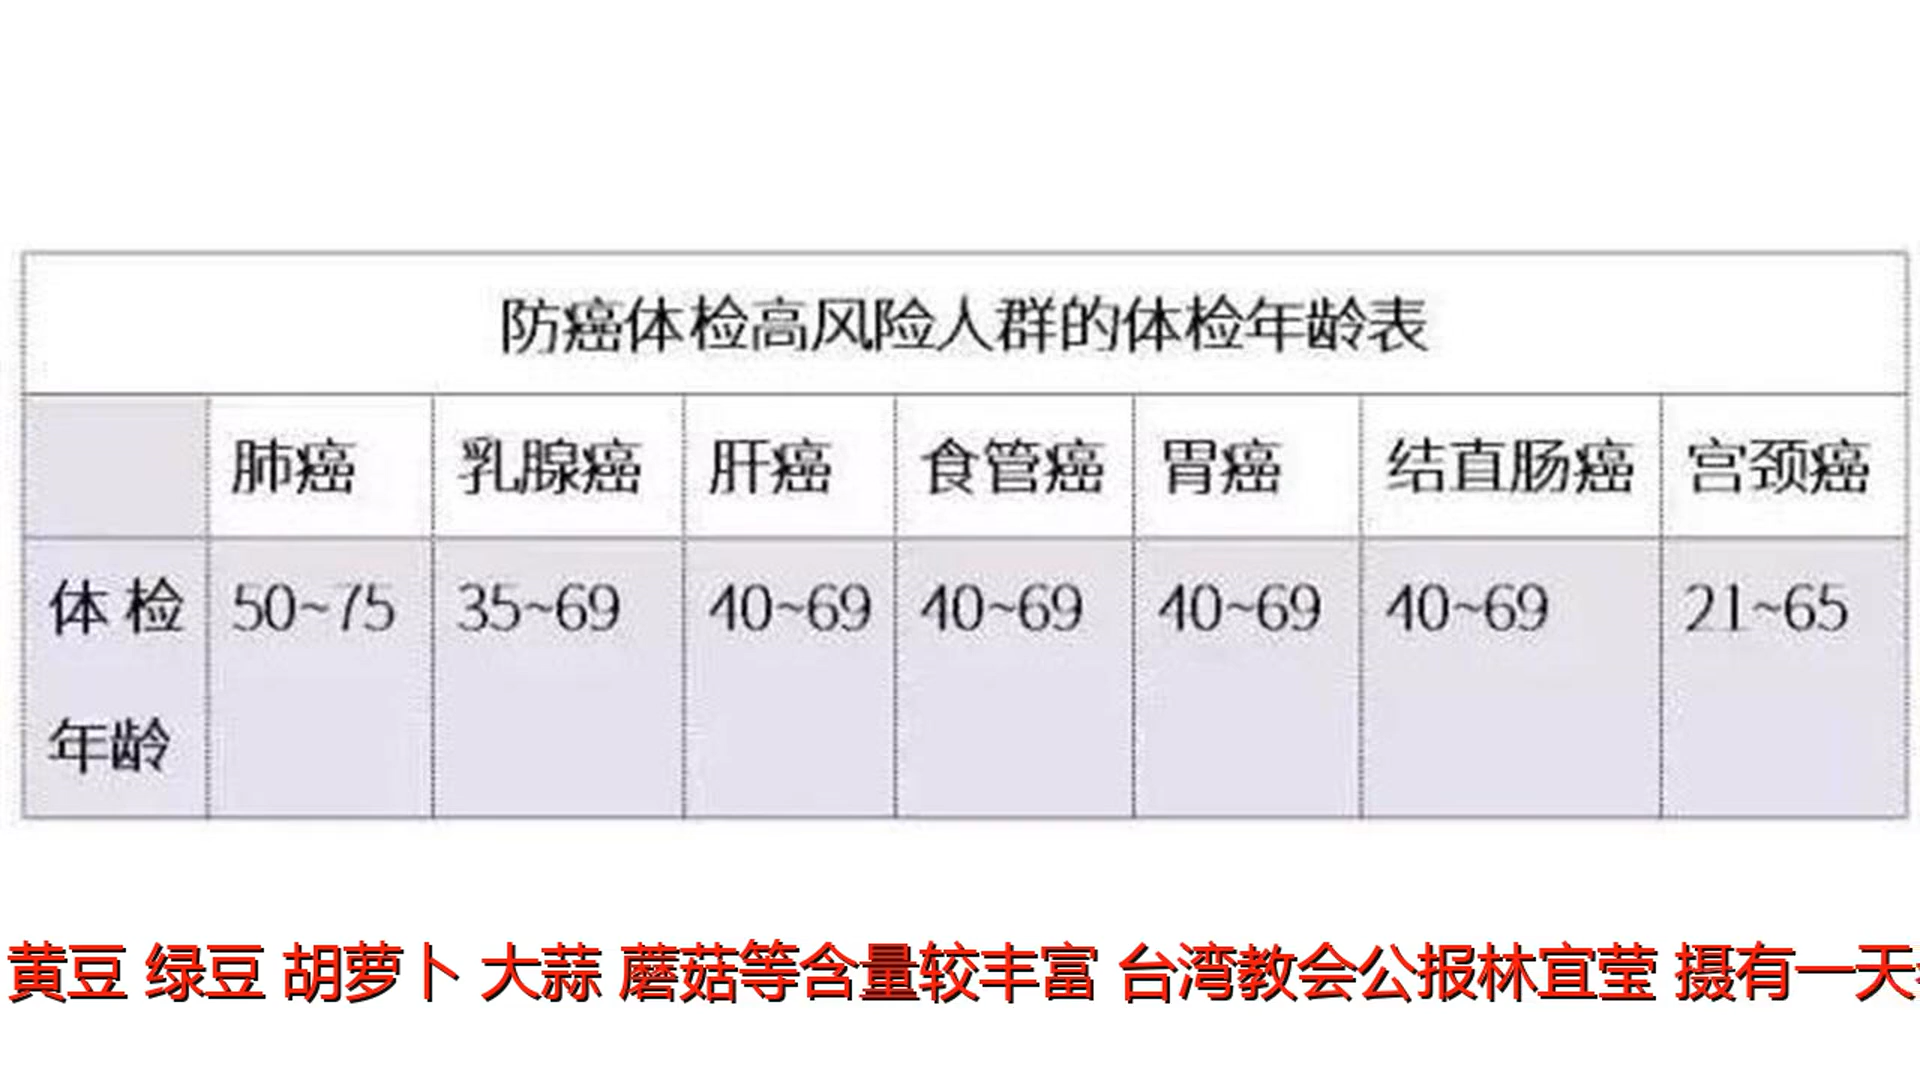 防癌体检高风险人群的体检年龄表
肺癌 乳腺癌 肝癌 食管癌 胃癌 结直肠癌 宫颈癌
体检 50~75 35~69 40~69 40~69 40~69 40~69 21~65
年龄
黄豆 绿豆 胡萝卜 大蒜 蘑菇等含量较丰富 台湾教会公报林宜莹 摄有一天